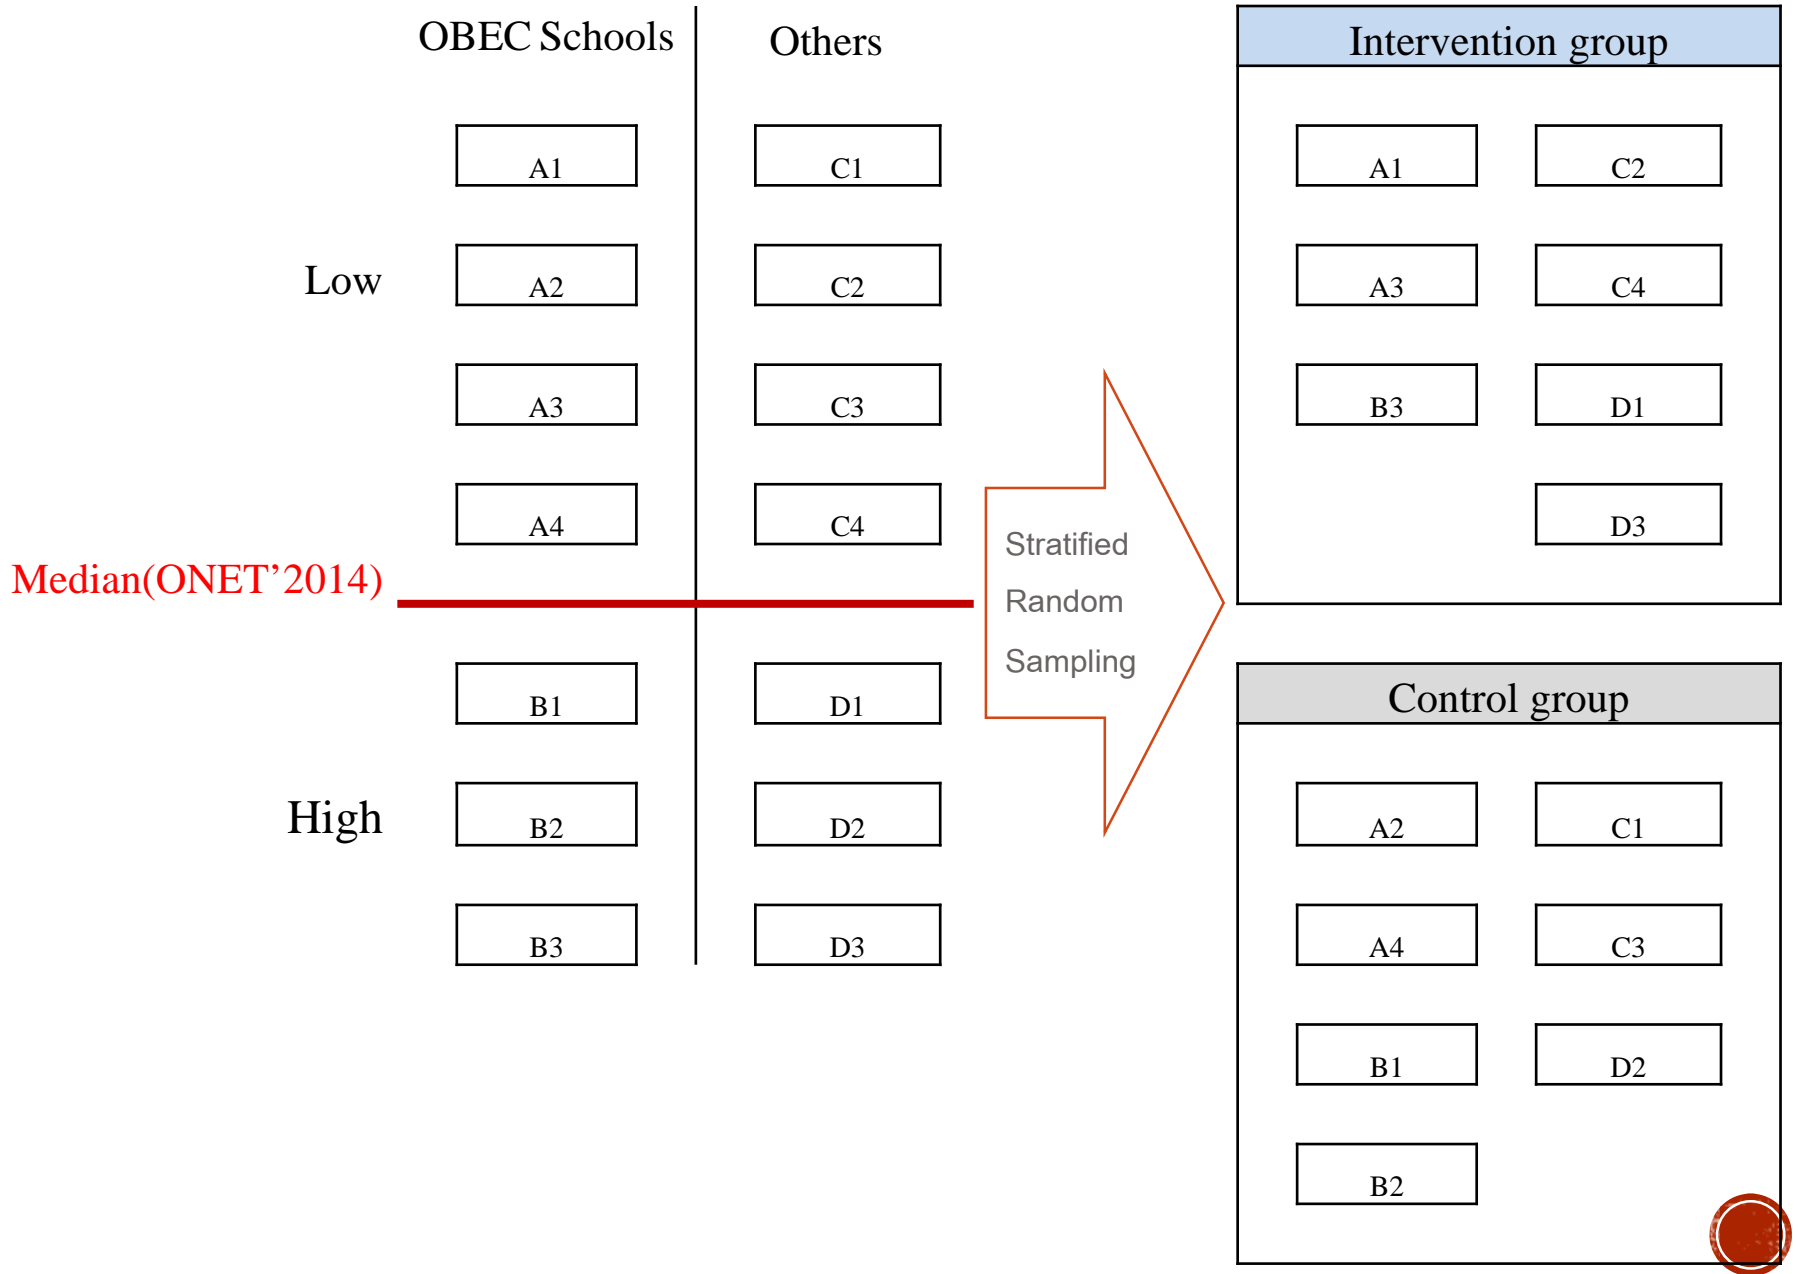 OBEC Schools
Others
Low
A1
C1
A2
C2
A3
C3
A4
C4
Median(ONET’2014)
High
B1
D1
B2
D2
B3
D3
Stratified
Random
Sampling
Intervention group
A1
C2
A3
C4
B3
D1
D3
Control group
A2
C1
A4
C3
B1
D2
B2